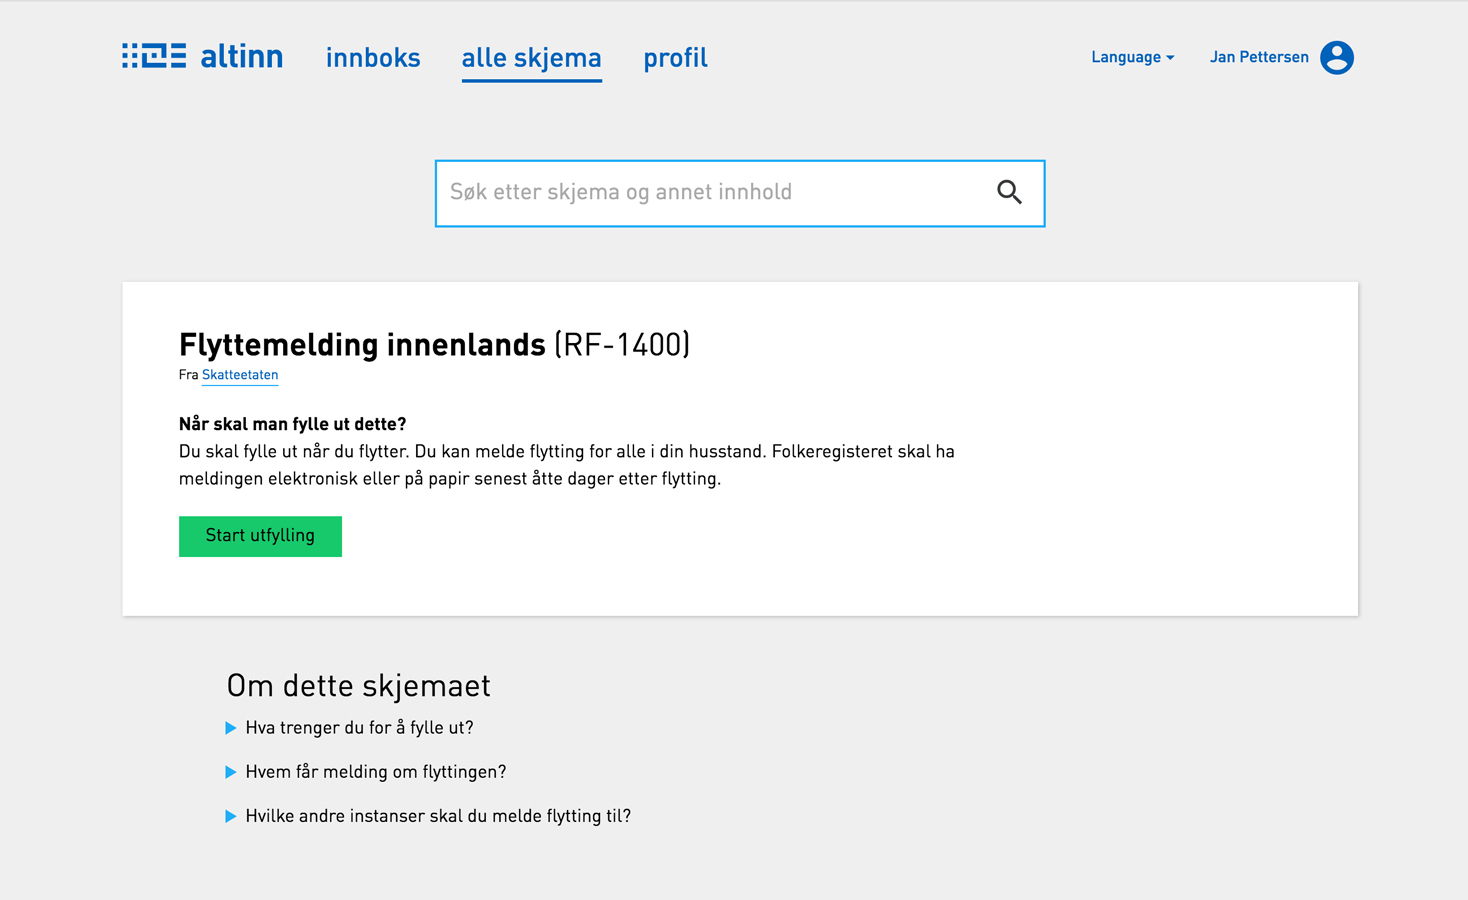 altinn innboks alle skjema profil Language Jan Pettersen
Søk etter skjema og annet innhold
Flyttemelding innenlands (RF-1400)
Fra Skatteetaten
Når skal man fylle ut dette?
Du skal fylle ut når du flytter. Du kan melde flytting for alle i din husstand. Folkeregisteret skal ha
meldingen elektronisk eller på papir senest åtte dager etter flytting.
Start utfylling
Om dette skjemaet
Hva trenger du for å fylle ut?
Hvem får melding om flyttingen?
Hvilke andre instanser skal du melde flytting til?